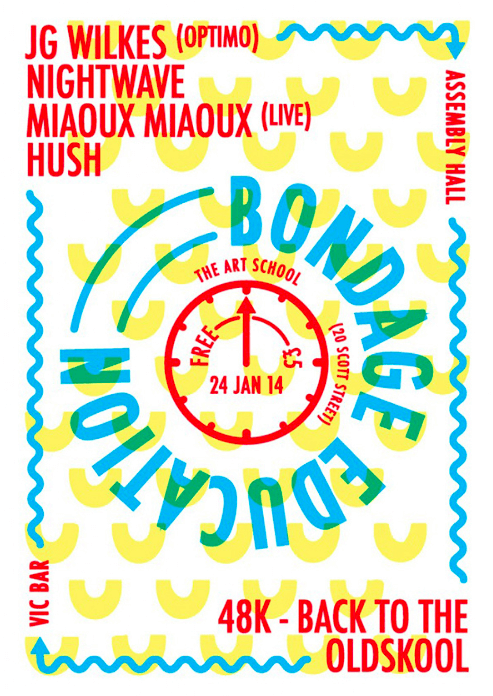 JG WILKES (OPTIMO)
NIGHTWAVE
MIAOUX MIAOUX (LIVE)
HUSH
ASSEMBLY HALL
BONDAGE EDUCATION
THE ART SCHOOL
(20 SCOTT STREET)
FREE
£5
24 JAN 14
VIC BAR
48K - BACK TO THE
OLDSKOOL